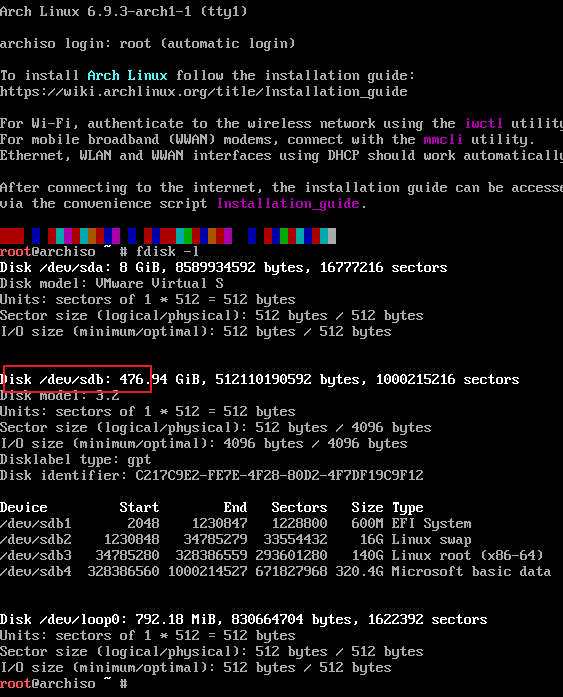 Arch Linux 6.9.3-arch1-1 (tty1)
archiso login: root (automatic login)
To install Arch Linux follow the installation guide:
https://wiki.archlinux.org/title/Installation_guide
For Wi-Fi, authenticate to the wireless network using the iwctl utility
For mobile broadband (WWAN) modems, connect with the mmcli utility.
Ethernet, WLAN and WWAN interfaces using DHCP should work automatically
After connecting to the internet, the installation guide can be accesse
via the convenience script Installation_guide.
root@archiso ~ # fdisk -l
Disk /dev/sda: 8 GiB, 8589934592 bytes, 16777216 sectors
Disk model: VMware Virtual S
Units: sectors of 1 * 512 = 512 bytes
Sector size (logical/physical): 512 bytes / 512 bytes
I/O size (minimum/optimal): 512 bytes / 512 bytes
Disk /dev/sdb: 476.94 GiB, 512110190592 bytes, 1000215216 sectors
Disk model: 3.2
Units: sectors of 1 * 512 = 512 bytes
Sector size (logical/physical): 512 bytes / 4096 bytes
I/O size (minimum/optimal): 4096 bytes / 4096 bytes
Disklabel type: gpt
Disk identifier: C217C9E2-FE7E-4F28-80D2-4F7DF19C9F12
Device Start End Sectors Size Type
/dev/sdb1 2048 1230847 1228800 600M EFI System
/dev/sdb2 1230848 34785279 33554432 16G Linux swap
/dev/sdb3 34785280 328386559 293601280 140G Linux root (x86-64)
/dev/sdb4 328386560 1000214527 671827968 320.4G Microsoft basic data
Disk /dev/loop0: 792.18 MiB, 830664704 bytes, 1622392 sectors
Units: sectors of 1 * 512 = 512 bytes
Sector size (logical/physical): 512 bytes / 512 bytes
I/O size (minimum/optimal): 512 bytes / 512 bytes
root@archiso ~ #